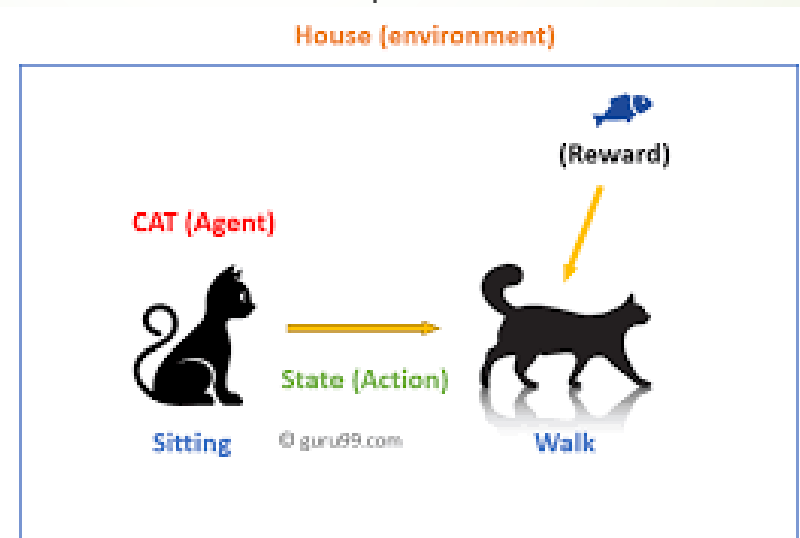 House (environment)
(Reward)
CAT (Agent)
State (Action)
Sitting
© guru99.com
Walk